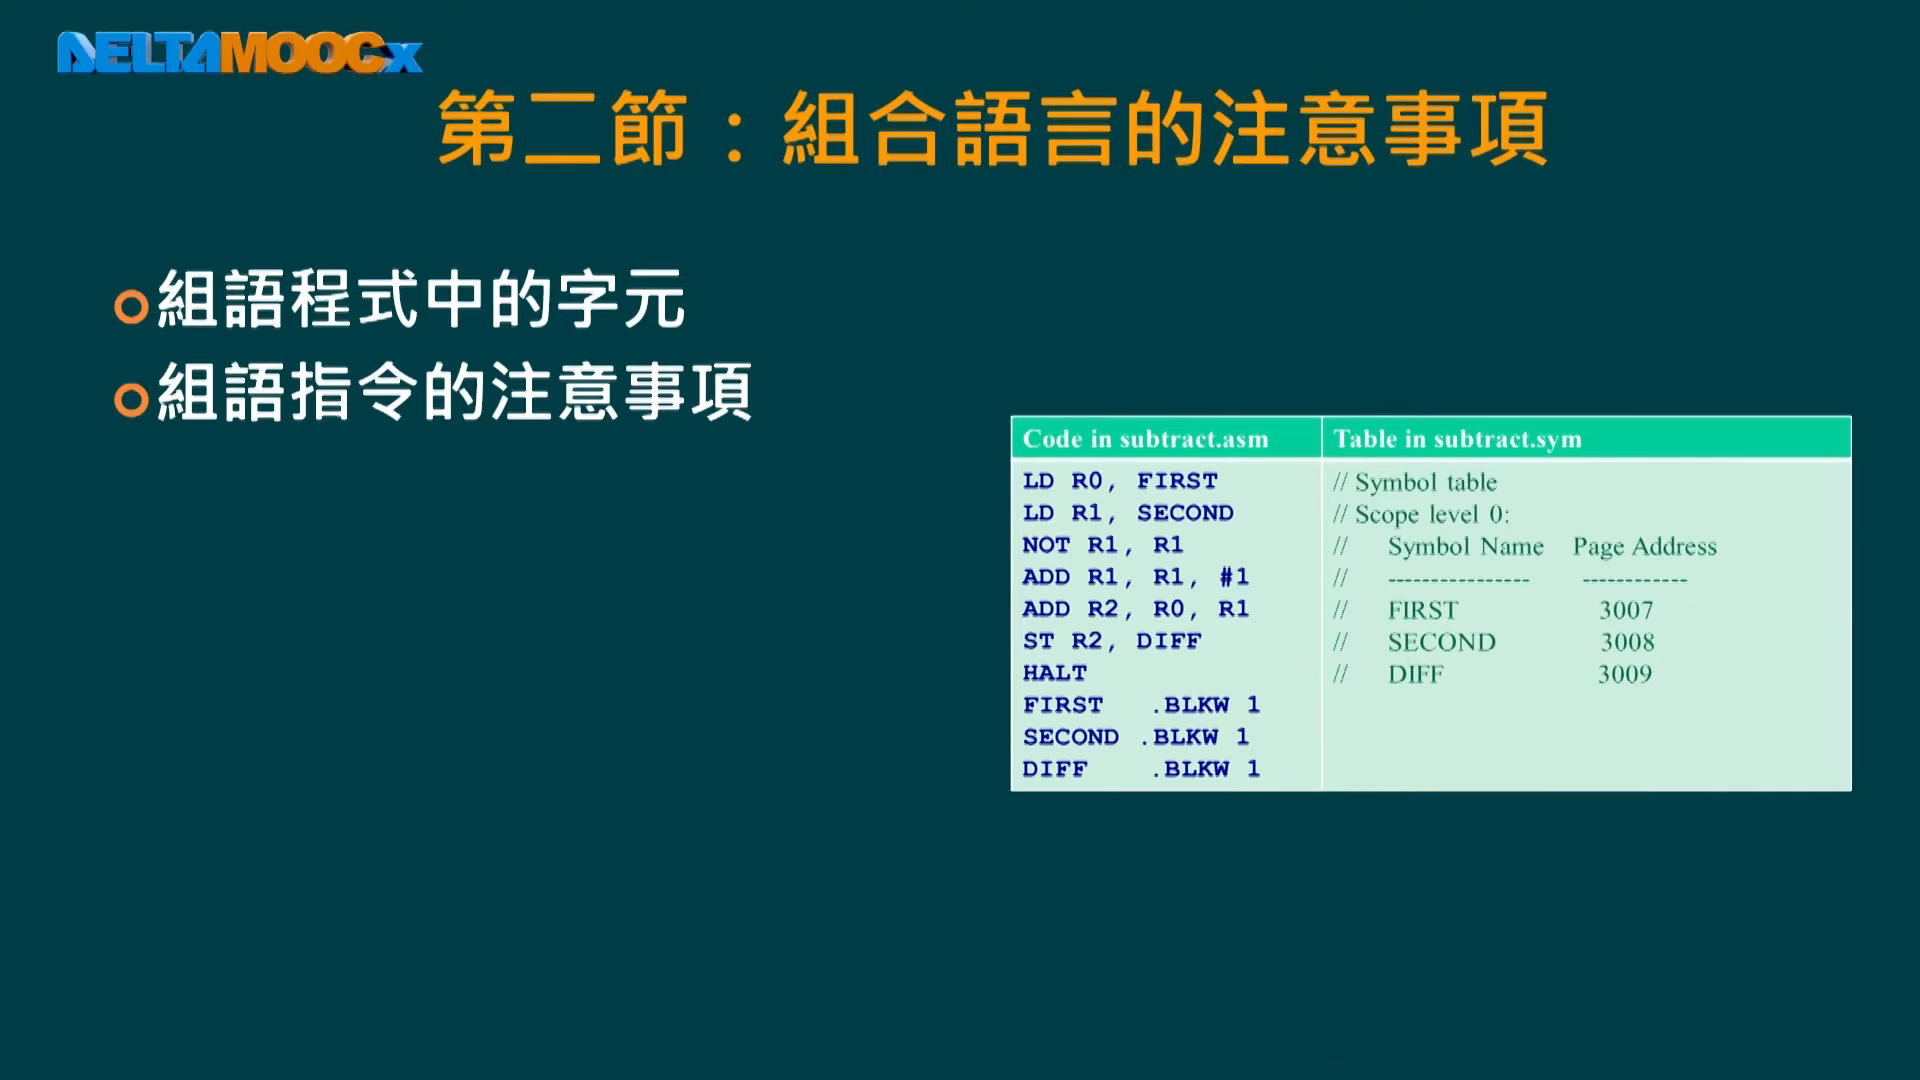 DELTAMOOCx
第二節：組合語言的注意事項
組語程式中的字元
組語指令的注意事項
Code in subtract.asm
LD R0, FIRST
LD R1, SECOND
NOT R1, R1
ADD R1, R1, #1
ADD R2, R0, R1
ST R2, DIFF
HALT
FIRST .BLKW 1
SECOND .BLKW 1
DIFF .BLKW 1
Table in subtract.sym
// Symbol table
// Scope level 0:
// Symbol Name Page Address
// ---------------- ------------
// FIRST 3007
// SECOND 3008
// DIFF 3009